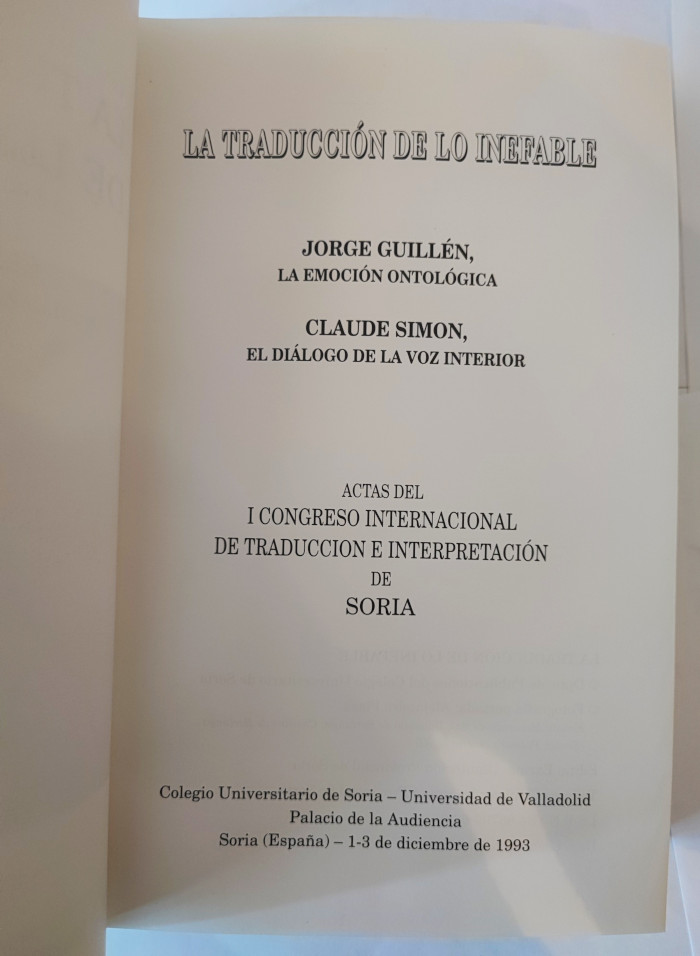 LA TRADUCCIÓN DE LO INEFABLE
JORGE GUILLÉN,
LA EMOCIÓN ONTOLÓGICA
CLAUDE SIMON,
EL DIÁLOGO DE LA VOZ INTERIOR
ACTAS DEL
I CONGRESO INTERNACIONAL
DE TRADUCCION E INTERPRETACIÓN
DE
SORIA
Colegio Universitario de Soria – Universidad de Valladolid
Palacio de la Audiencia
Soria (España) – 1-3 de diciembre de 1993